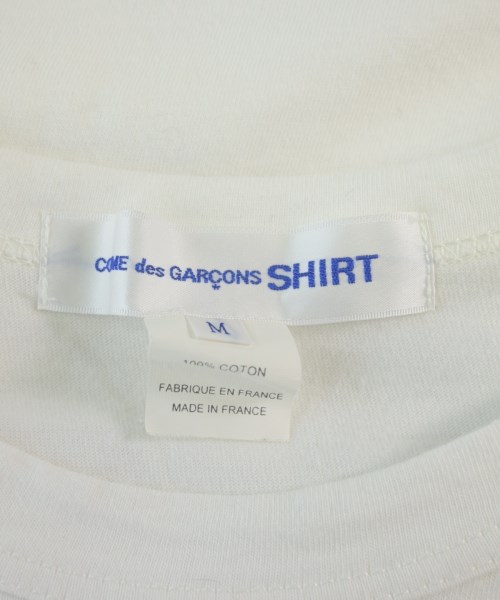 COMME des GARÇONS SHIRT
M
100% COTON
FABRIQUE EN FRANCE
MADE IN FRANCE